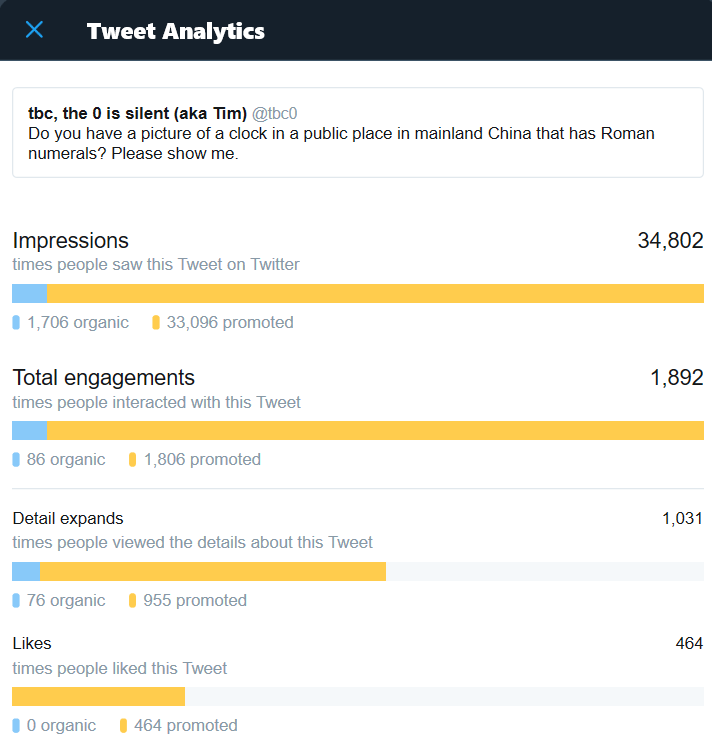 Tweet Analytics
tbc, the 0 is silent (aka Tim) @tbc0
Do you have a picture of a clock in a public place in mainland China that has Roman
numerals? Please show me.
Impressions 34,802
times people saw this Tweet on Twitter
1,706 organic 33,096 promoted
Total engagements 1,892
times people interacted with this Tweet
86 organic 1,806 promoted
Detail expands 1,031
times people viewed the details about this Tweet
76 organic 955 promoted
Likes 464
times people liked this Tweet
0 organic 464 promoted